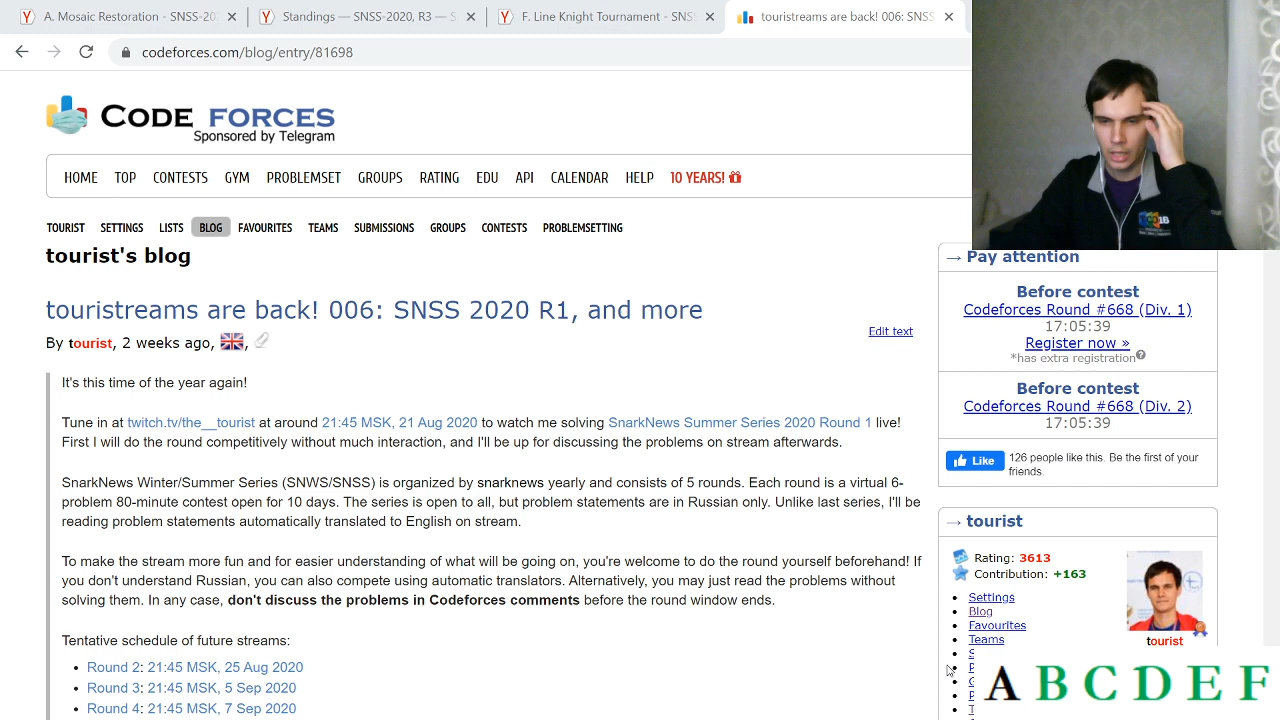 A. Mosaic Restoration - SNSS-20
Standings — SNSS-2020, R3 — S
F. Line Knight Tournament - SNS
touristreams are back! 006: SNSS
codeforces.com/blog/entry/81698
CODE FORCES
Sponsored by Telegram
HOME TOP CONTESTS GYM PROBLEMSET GROUPS RATING EDU API CALENDAR HELP 10 YEARS!
TOURIST SETTINGS LISTS BLOG FAVOURITES TEAMS SUBMISSIONS GROUPS CONTESTS PROBLEMSETTING
tourist's blog
touristreams are back! 006: SNSS 2020 R1, and more
Edit text
By tourist, 2 weeks ago,
It's this time of the year again!
Tune in at twitch.tv/the__tourist at around 21:45 MSK, 21 Aug 2020 to watch me solving SnarkNews Summer Series 2020 Round 1 live!
First I will do the round competitively without much interaction, and I'll be up for discussing the problems on stream afterwards.
SnarkNews Winter/Summer Series (SNWS/SNSS) is organized by snarknews yearly and consists of 5 rounds. Each round is a virtual 6-
problem 80-minute contest open for 10 days. The series is open to all, but problem statements are in Russian only. Unlike last series, I'll be
reading problem statements automatically translated to English on stream.
To make the stream more fun and for easier understanding of what will be going on, you're welcome to do the round yourself beforehand! If
you don't understand Russian, you can also compete using automatic translators. Alternatively, you may just read the problems without
solving them. In any case, don't discuss the problems in Codeforces comments before the round window ends.
Tentative schedule of future streams:
Round 2: 21:45 MSK, 25 Aug 2020
Round 3: 21:45 MSK, 5 Sep 2020
Round 4: 21:45 MSK, 7 Sep 2020
→ Pay attention
Before contest
Codeforces Round #668 (Div. 1)
17:05:39
Register now »
*has extra registration
Before contest
Codeforces Round #668 (Div. 2)
17:05:39
Like 126 people like this. Be the first of your
friends.
→ tourist
Rating: 3613
Contribution: +163
Settings
Blog
Favourites
Teams
tourist
A B C D E F